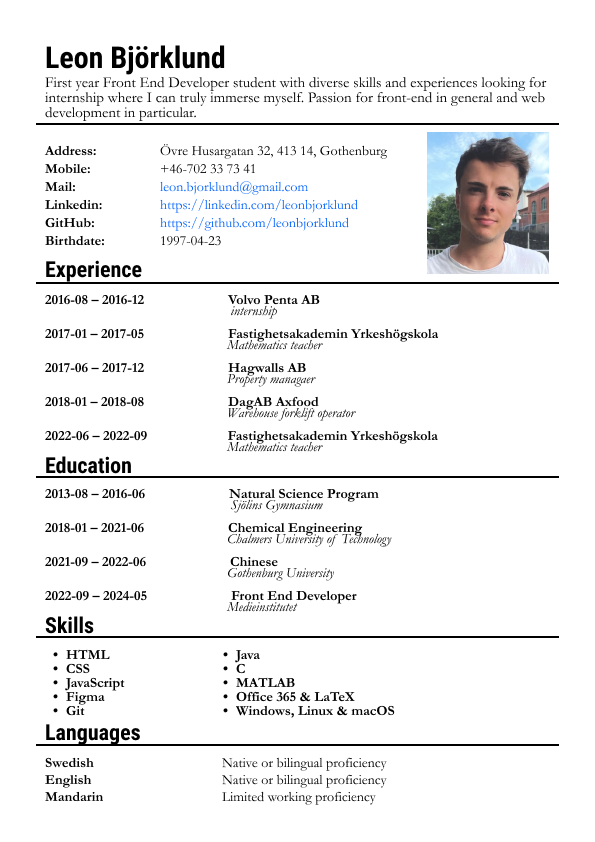 Leon Björklund
First year Front End Developer student with diverse skills and experiences looking for
internship where I can truly immerse myself. Passion for front-end in general and web
development in particular.
Address: Övre Husargatan 32, 413 14, Gothenburg
Mobile: +46-702 33 73 41
Mail: leon.bjorklund@gmail.com
Linkedin: https://linkedin.com/leonbjorklund
GitHub: https://github.com/leonbjorklund
Birthdate: 1997-04-23
Experience
2016-08 – 2016-12 Volvo Penta AB
internship
2017-01 – 2017-05 Fastighetsakademin Yrkeshögskola
Mathematics teacher
2017-06 – 2017-12 Hagwalls AB
Property managaer
2018-01 – 2018-08 DagAB Axfood
Warehouse forklift operator
2022-06 – 2022-09 Fastighetsakademin Yrkeshögskola
Mathematics teacher
Education
2013-08 – 2016-06 Natural Science Program
Sjölins Gymnasium
2018-01 – 2021-06 Chemical Engineering
Chalmers University of Technology
2021-09 – 2022-06 Chinese
Gothenburg University
2022-09 – 2024-05 Front End Developer
Medieinstitutet
Skills
• HTML
• CSS
• JavaScript
• Figma
• Git
• Java
• C
• MATLAB
• Office 365 & LaTeX
• Windows, Linux & macOS
Languages
Swedish Native or bilingual proficiency
English Native or bilingual proficiency
Mandarin Limited working proficiency